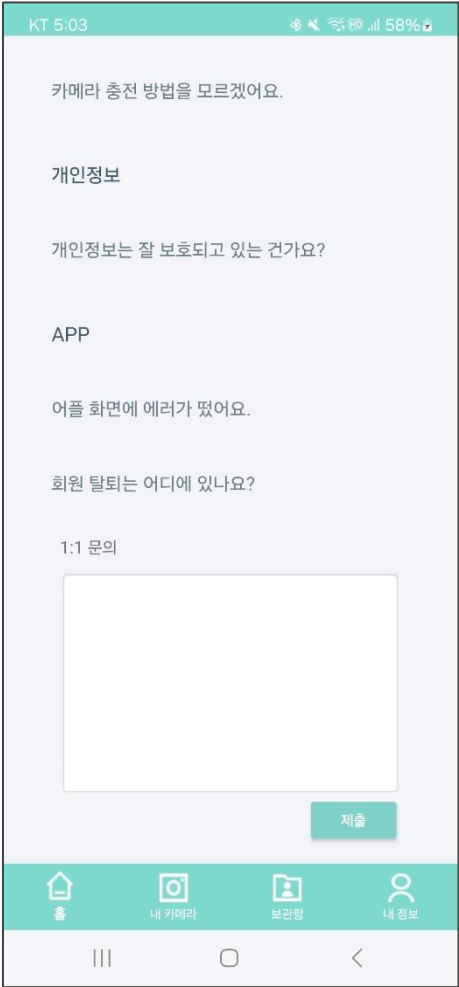 KT 5:03 58%
카메라 충전 방법을 모르겠어요.
개인정보
개인정보는 잘 보호되고 있는 건가요?
APP
어플 화면에 에러가 떴어요.
회원 탈퇴는 어디에 있나요?
1:1 문의
제출
홈 내 카메라 보관함 내 정보